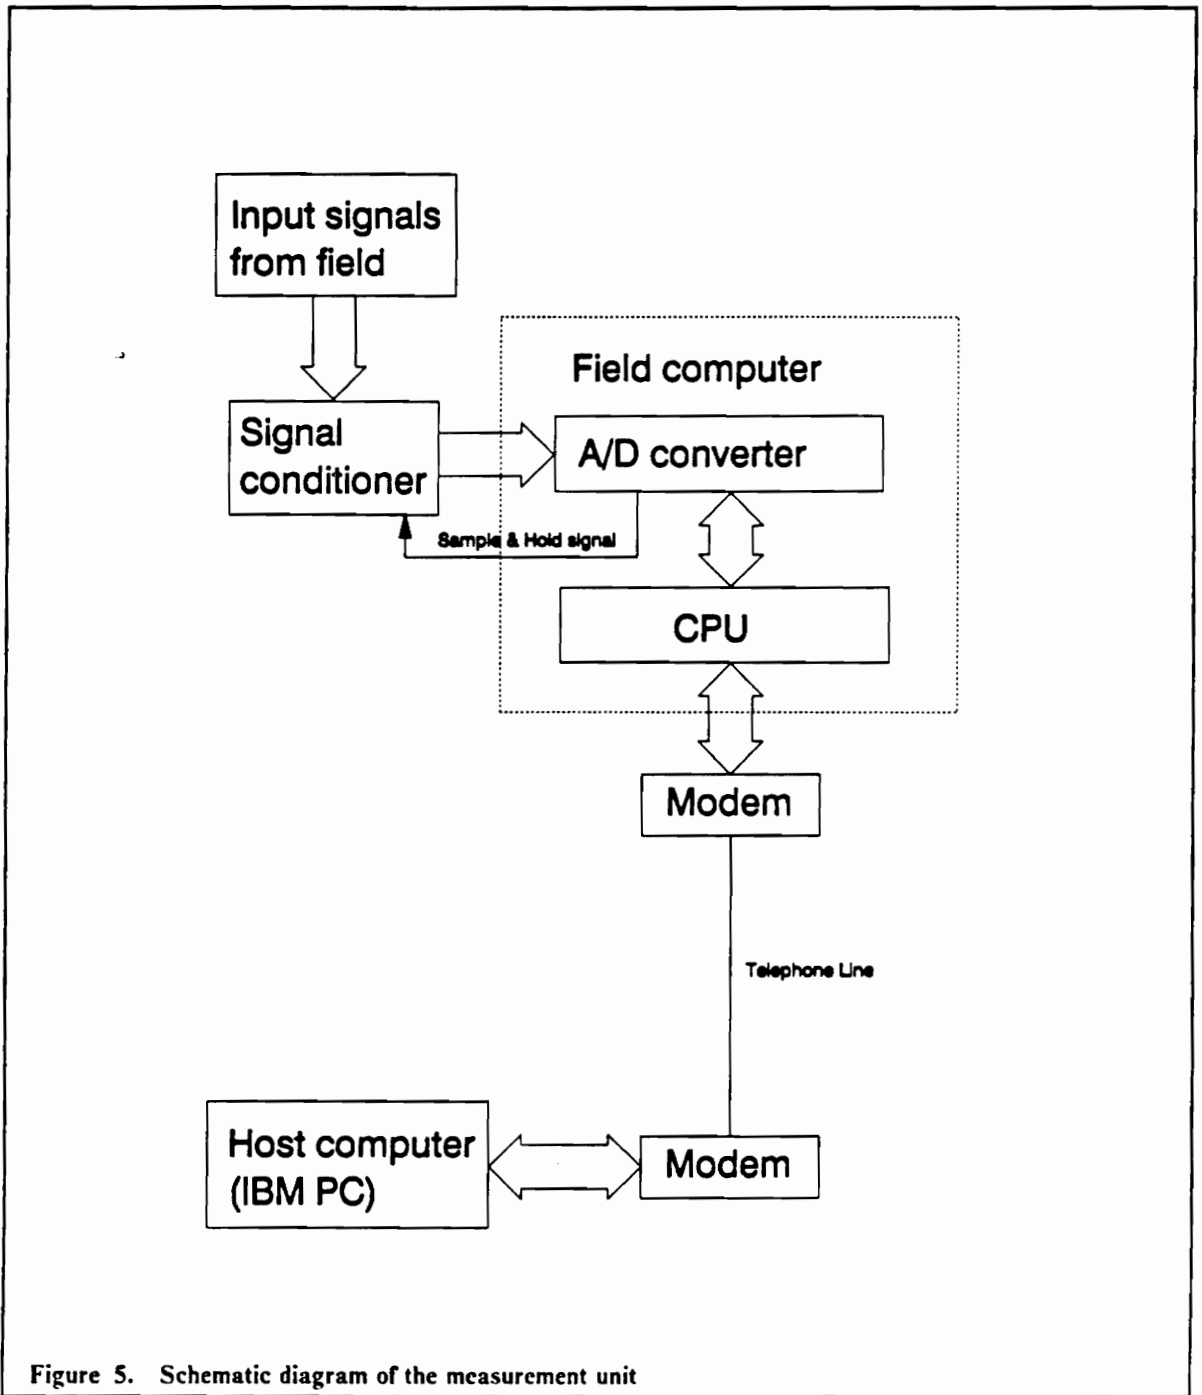 Input signals
from field
Field computer
Signal
conditioner
A/D converter
Sample & Hold signal
CPU
Modem
Telephone Line
Host computer
(IBM PC)
Modem
Figure 5. Schematic diagram of the measurement unit